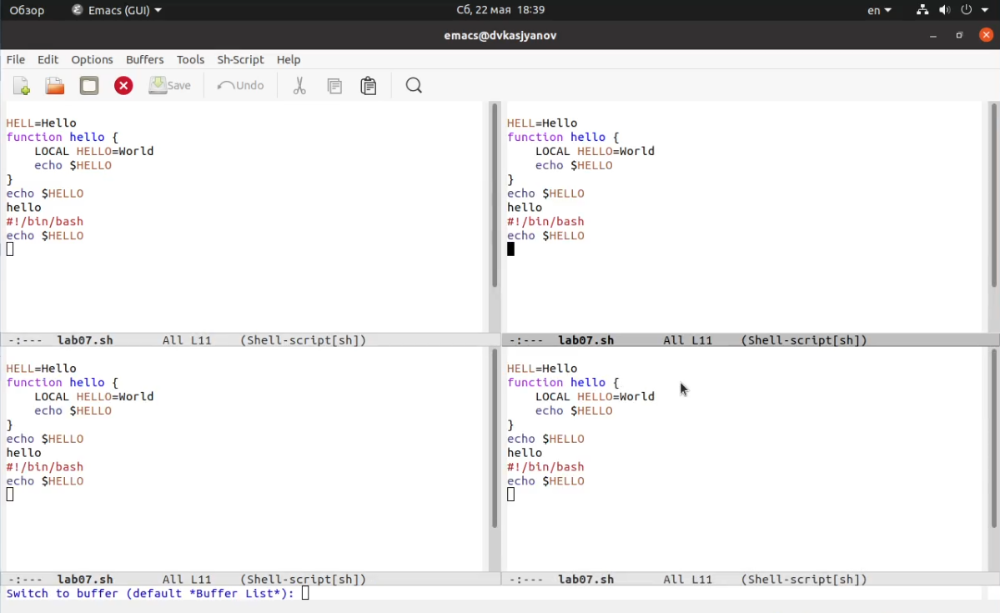 Обзор Emacs (GUI) Сб, 22 мая 18:39 en
emacs@dvkasjyanov
File Edit Options Buffers Tools Sh-Script Help
Save Undo
HELL=Hello
function hello {
    LOCAL HELLO=World
    echo $HELLO
}
echo $HELLO
hello
#!/bin/bash
echo $HELLO
-:--- lab07.sh All L11 (Shell-script[sh])
HELL=Hello
function hello {
    LOCAL HELLO=World
    echo $HELLO
}
echo $HELLO
hello
#!/bin/bash
echo $HELLO
-:--- lab07.sh All L11 (Shell-script[sh])
HELL=Hello
function hello {
    LOCAL HELLO=World
    echo $HELLO
}
echo $HELLO
hello
#!/bin/bash
echo $HELLO
-:--- lab07.sh All L11 (Shell-script[sh])
HELL=Hello
function hello {
    LOCAL HELLO=World
    echo $HELLO
}
echo $HELLO
hello
#!/bin/bash
echo $HELLO
-:--- lab07.sh All L11 (Shell-script[sh])
Switch to buffer (default *Buffer List*):